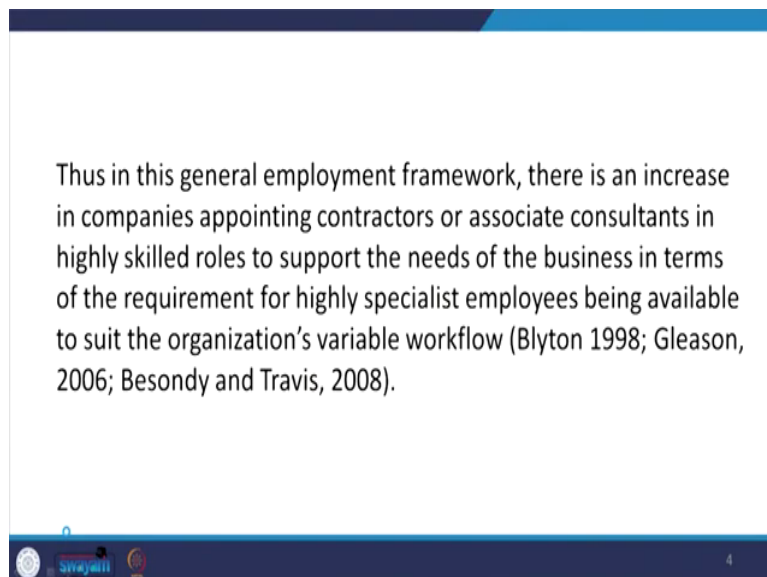 Thus in this general employment framework, there is an increase
in companies appointing contractors or associate consultants in
highly skilled roles to support the needs of the business in terms
of the requirement for highly specialist employees being available
to suit the organization's variable workflow (Blyton 1998; Gleason,
2006; Besondy and Travis, 2008).
swayam
4